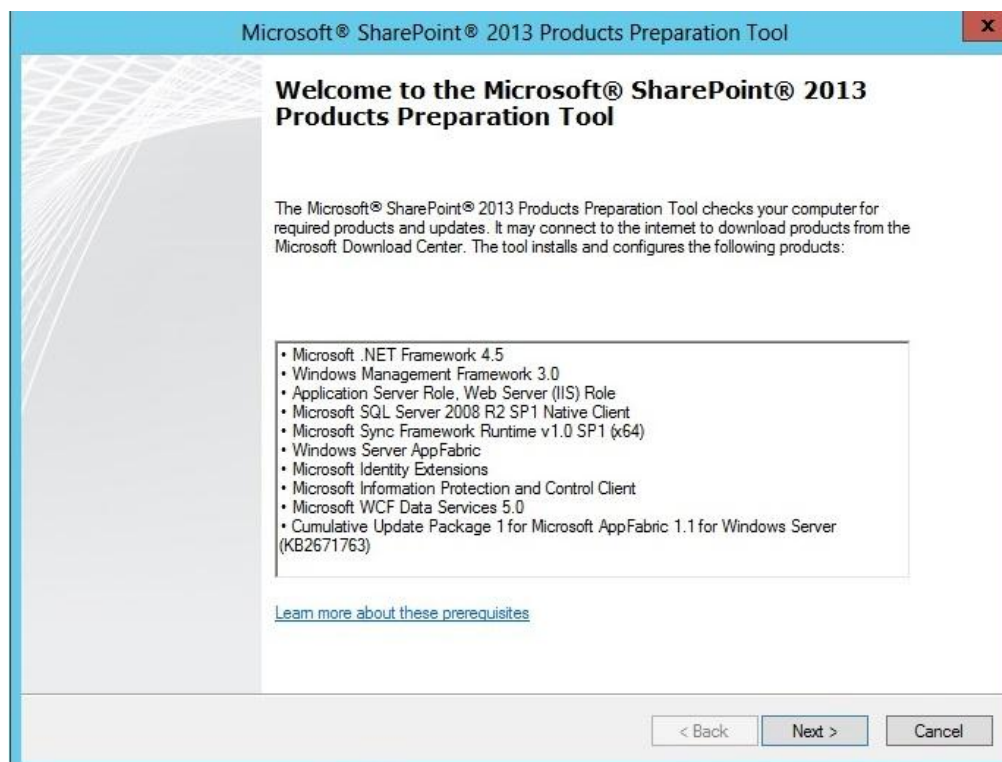 Microsoft® SharePoint® 2013 Products Preparation Tool
x
Welcome to the Microsoft® SharePoint® 2013
Products Preparation Tool
The Microsoft® SharePoint® 2013 Products Preparation Tool checks your computer for
required products and updates. It may connect to the internet to download products from the
Microsoft Download Center. The tool installs and configures the following products:
• Microsoft .NET Framework 4.5
• Windows Management Framework 3.0
• Application Server Role, Web Server (IIS) Role
• Microsoft SQL Server 2008 R2 SP1 Native Client
• Microsoft Sync Framework Runtime v1.0 SP1 (x64)
• Windows Server AppFabric
• Microsoft Identity Extensions
• Microsoft Information Protection and Control Client
• Microsoft WCF Data Services 5.0
• Cumulative Update Package 1 for Microsoft AppFabric 1.1 for Windows Server
(KB2671763)
Learn more about these prerequisites
< Back Next > Cancel